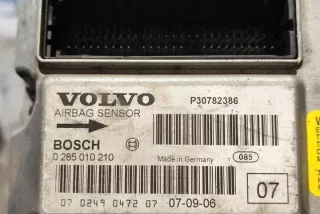 VOLVO
P30782386
AIRBAG SENSOR
BOSCH
0 285 010 210
Made in Germany
085
07 0249 0472 07
07-09-06
07